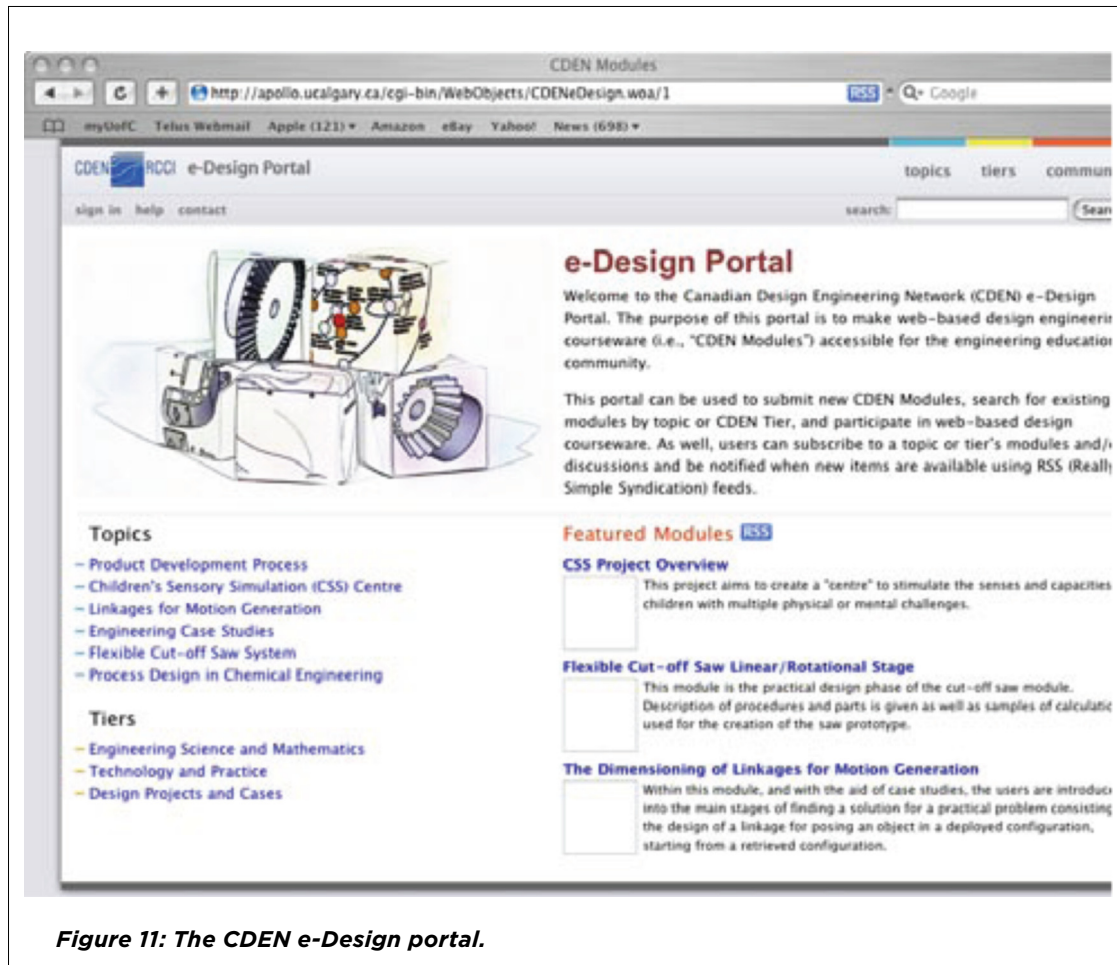 CDEN Modules
http://apollo.ucalgary.ca/cgi-bin/WebObjects/CDENeDesign.woa/1
RSS
Google
myUofC Telus Webmail Apple (121) Amazon eBay Yahoo! News (698)
CDEN RCCI e-Design Portal
topics tiers commun
sign in help contact
search: Sear
e-Design Portal
Welcome to the Canadian Design Engineering Network (CDEN) e-Design
Portal. The purpose of this portal is to make web-based design engineerin
courseware (i.e., "CDEN Modules") accessible for the engineering education
community.
This portal can be used to submit new CDEN Modules, search for existing
modules by topic or CDEN Tier, and participate in web-based design
courseware. As well, users can subscribe to a topic or tier's modules and/
discussions and be notified when new items are available using RSS (Really
Simple Syndication) feeds.
Topics
– Product Development Process
– Children's Sensory Simulation (CSS) Centre
– Linkages for Motion Generation
– Engineering Case Studies
– Flexible Cut-off Saw System
– Process Design in Chemical Engineering
Tiers
– Engineering Science and Mathematics
– Technology and Practice
– Design Projects and Cases
Featured Modules RSS
CSS Project Overview
This project aims to create a "centre" to stimulate the senses and capacities
children with multiple physical or mental challenges.
Flexible Cut-off Saw Linear/Rotational Stage
This module is the practical design phase of the cut-off saw module.
Description of procedures and parts is given as well as samples of calculatio
used for the creation of the saw prototype.
The Dimensioning of Linkages for Motion Generation
Within this module, and with the aid of case studies, the users are introduc
into the main stages of finding a solution for a practical problem consisting
the design of a linkage for posing an object in a deployed configuration,
starting from a retrieved configuration.
Figure 11: The CDEN e-Design portal.